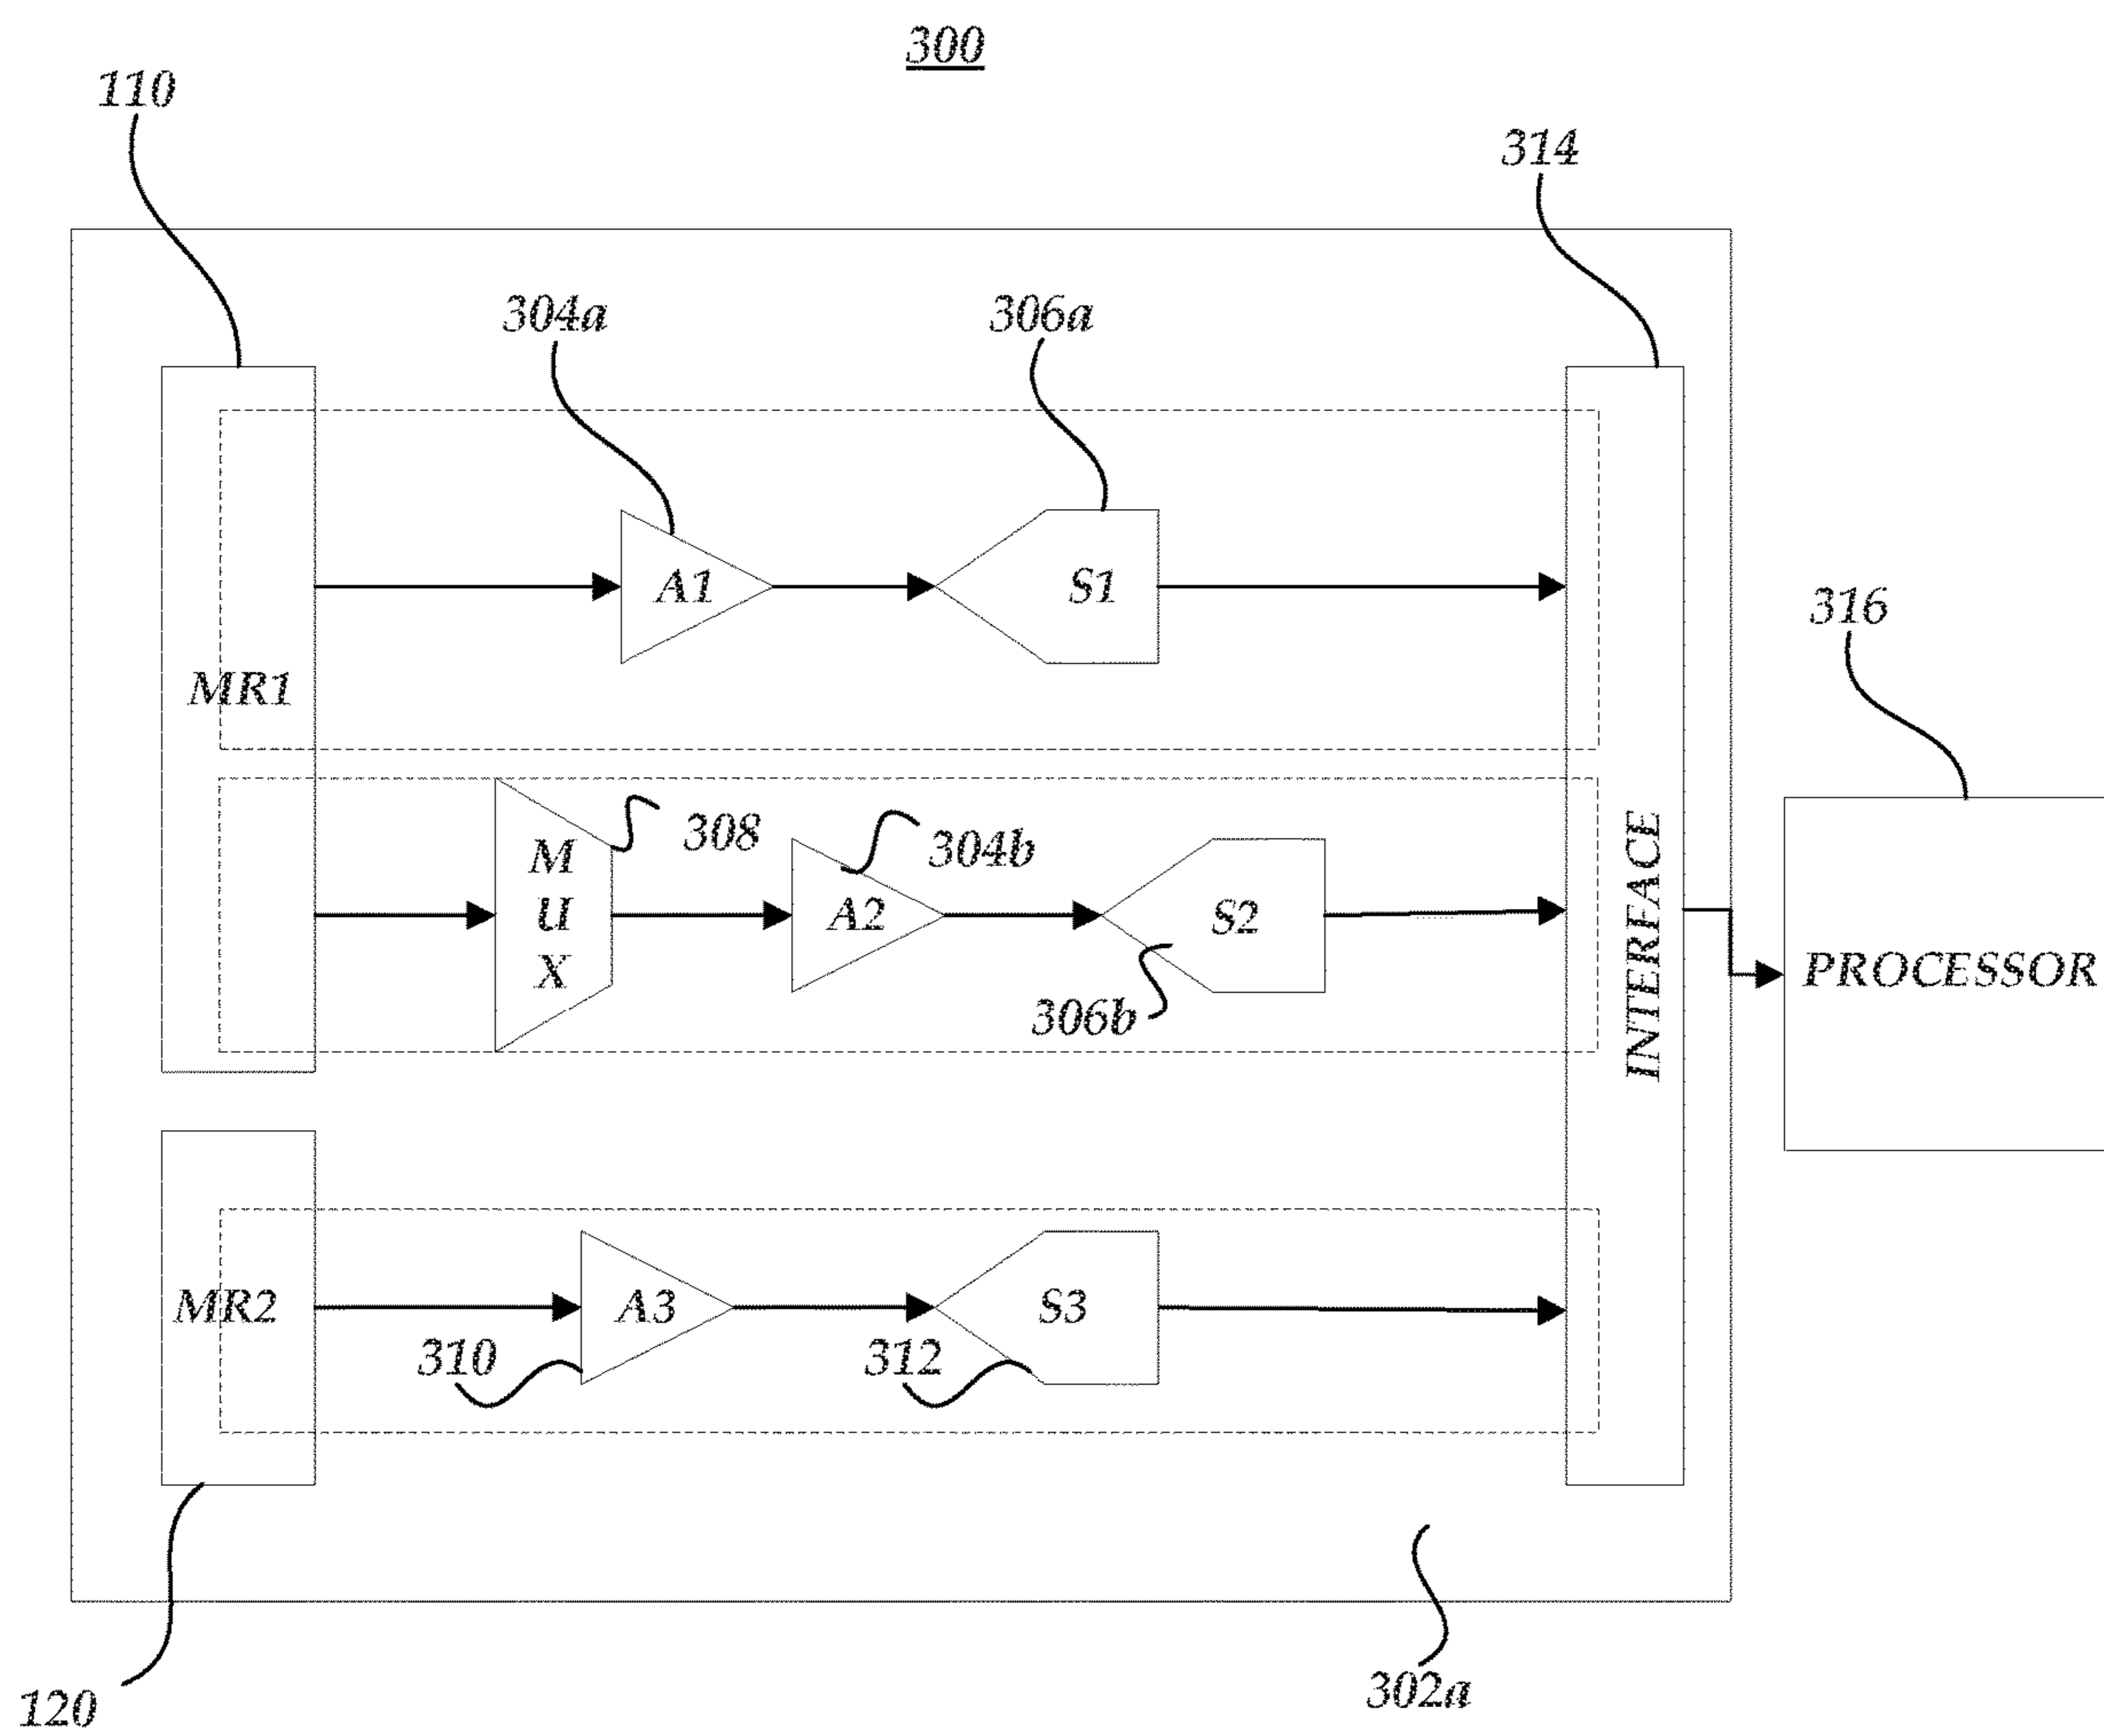 300
110
314
304a
306a
A1
S1
316
MR1
308
304b
M
U
X
A2
S2
306b
INTERFACE
PROCESSOR
MR2
A3
S3
310
312
302a
120